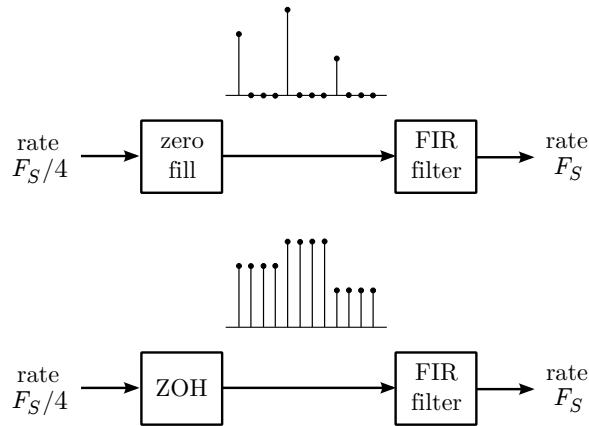 rate
F_S/4
zero
fill
FIR
filter
rate
F_S
rate
F_S/4
ZOH
FIR
filter
rate
F_S